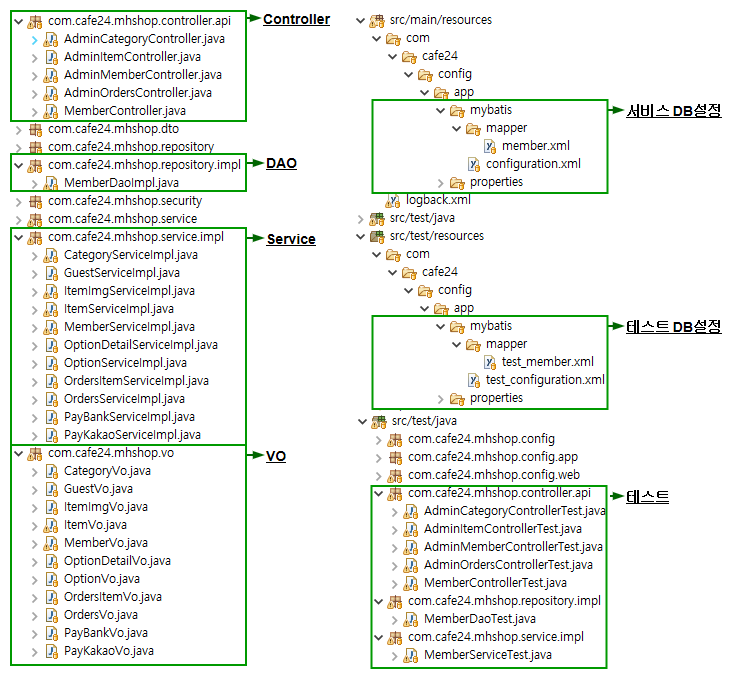 com.cafe24.mhshop.controller.api
Controller
AdminCategoryController.java
AdminItemController.java
AdminMemberController.java
AdminOrdersController.java
MemberController.java
com.cafe24.mhshop.dto
com.cafe24.mhshop.repository
com.cafe24.mhshop.repository.impl
DAO
MemberDaoImpl.java
com.cafe24.mhshop.security
com.cafe24.mhshop.service
com.cafe24.mhshop.service.impl
Service
CategoryServiceImpl.java
GuestServiceImpl.java
ItemImgServiceImpl.java
ItemServiceImpl.java
MemberServiceImpl.java
OptionDetailServiceImpl.java
OptionServiceImpl.java
OrdersItemServiceImpl.java
OrdersServiceImpl.java
PayBankServiceImpl.java
PayKakaoServiceImpl.java
com.cafe24.mhshop.vo
VO
CategoryVo.java
GuestVo.java
ItemImgVo.java
ItemVo.java
MemberVo.java
OptionDetailVo.java
OptionVo.java
OrdersItemVo.java
OrdersVo.java
PayBankVo.java
PayKakaoVo.java
src/main/resources
com
cafe24
config
app
mybatis
서비스 DB설정
mapper
member.xml
configuration.xml
properties
logback.xml
src/test/java
src/test/resources
com
cafe24
config
app
mybatis
테스트 DB설정
mapper
test_member.xml
test_configuration.xml
properties
src/test/java
com.cafe24.mhshop.config
com.cafe24.mhshop.config.app
com.cafe24.mhshop.config.web
com.cafe24.mhshop.controller.api
테스트
AdminCategoryControllerTest.java
AdminItemControllerTest.java
AdminMemberControllerTest.java
AdminOrdersControllerTest.java
MemberControllerTest.java
com.cafe24.mhshop.repository.impl
MemberDaoTest.java
com.cafe24.mhshop.service.impl
MemberServiceTest.java